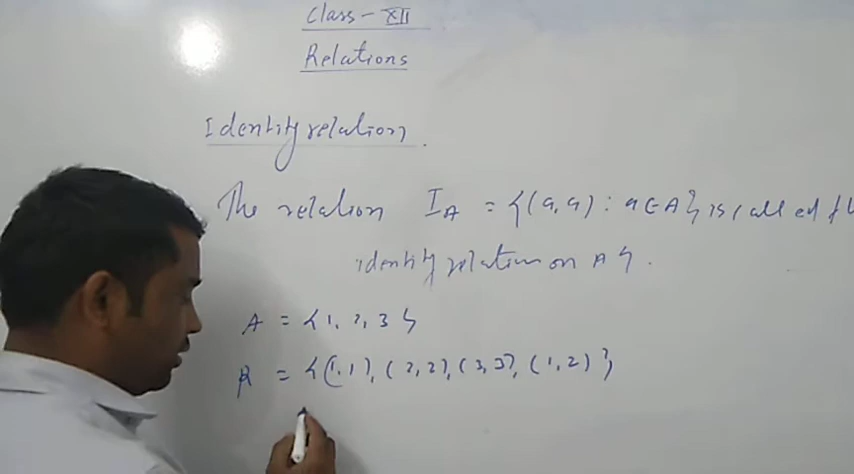 Class - XII
Relations
Identity relation.
The relation I_A = {(a, a) : a ∈ A} is called th
identity relation on A}.
A = {1, 2, 3}
R = {(1, 1), (2, 2), (3, 3), (1, 2)}